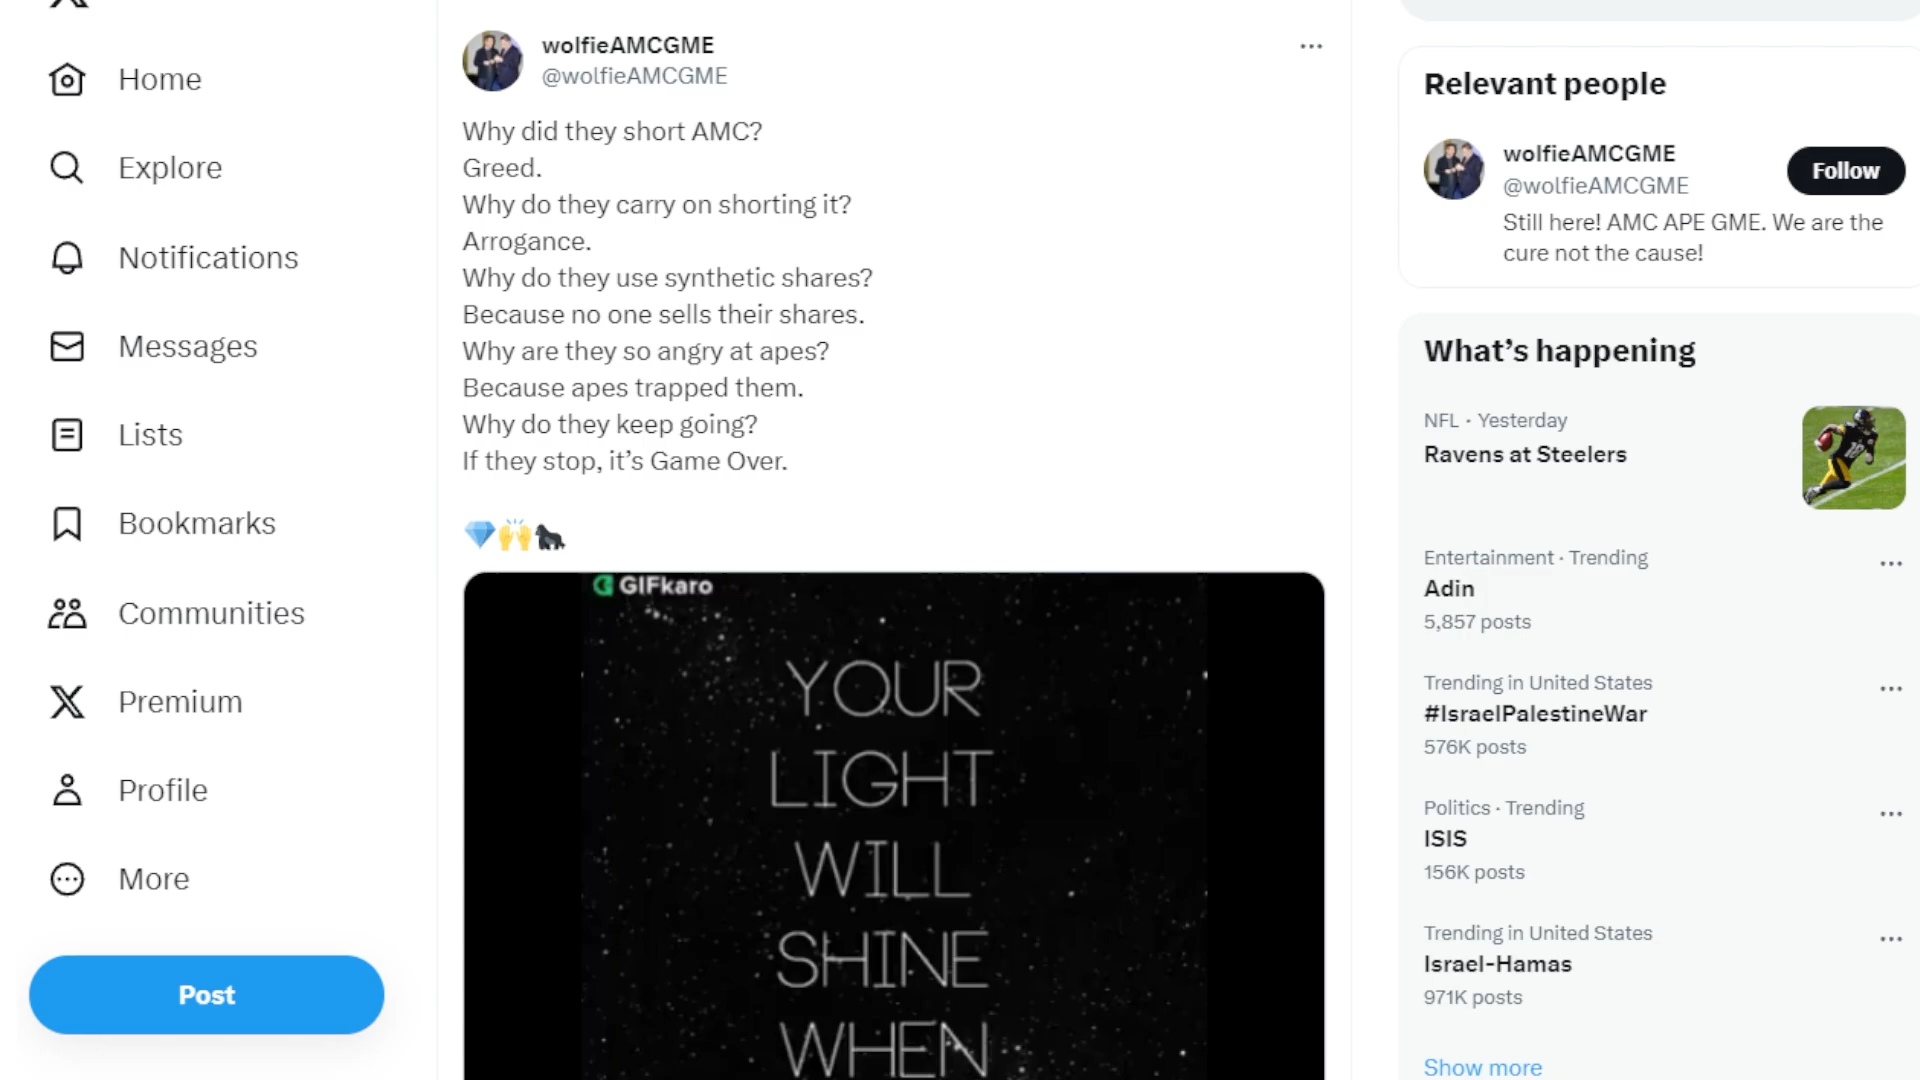 Home
Explore
Notifications
Messages
Lists
Bookmarks
Communities
Premium
Profile
More
Post
wolfieAMCGME
@wolfieAMCGME
Why did they short AMC?
Greed.
Why do they carry on shorting it?
Arrogance.
Why do they use synthetic shares?
Because no one sells their shares.
Why are they so angry at apes?
Because apes trapped them.
Why do they keep going?
If they stop, it’s Game Over.
💎🙌🦍
GIFkaro
YOUR
LIGHT
WILL
SHINE
WHEN
Relevant people
wolfieAMCGME
@wolfieAMCGME
Follow
Still here! AMC APE GME. We are the
cure not the cause!
What’s happening
NFL · Yesterday
Ravens at Steelers
Entertainment · Trending
Adin
5,857 posts
Trending in United States
#IsraelPalestineWar
576K posts
Politics · Trending
ISIS
156K posts
Trending in United States
Israel-Hamas
971K posts
Show more